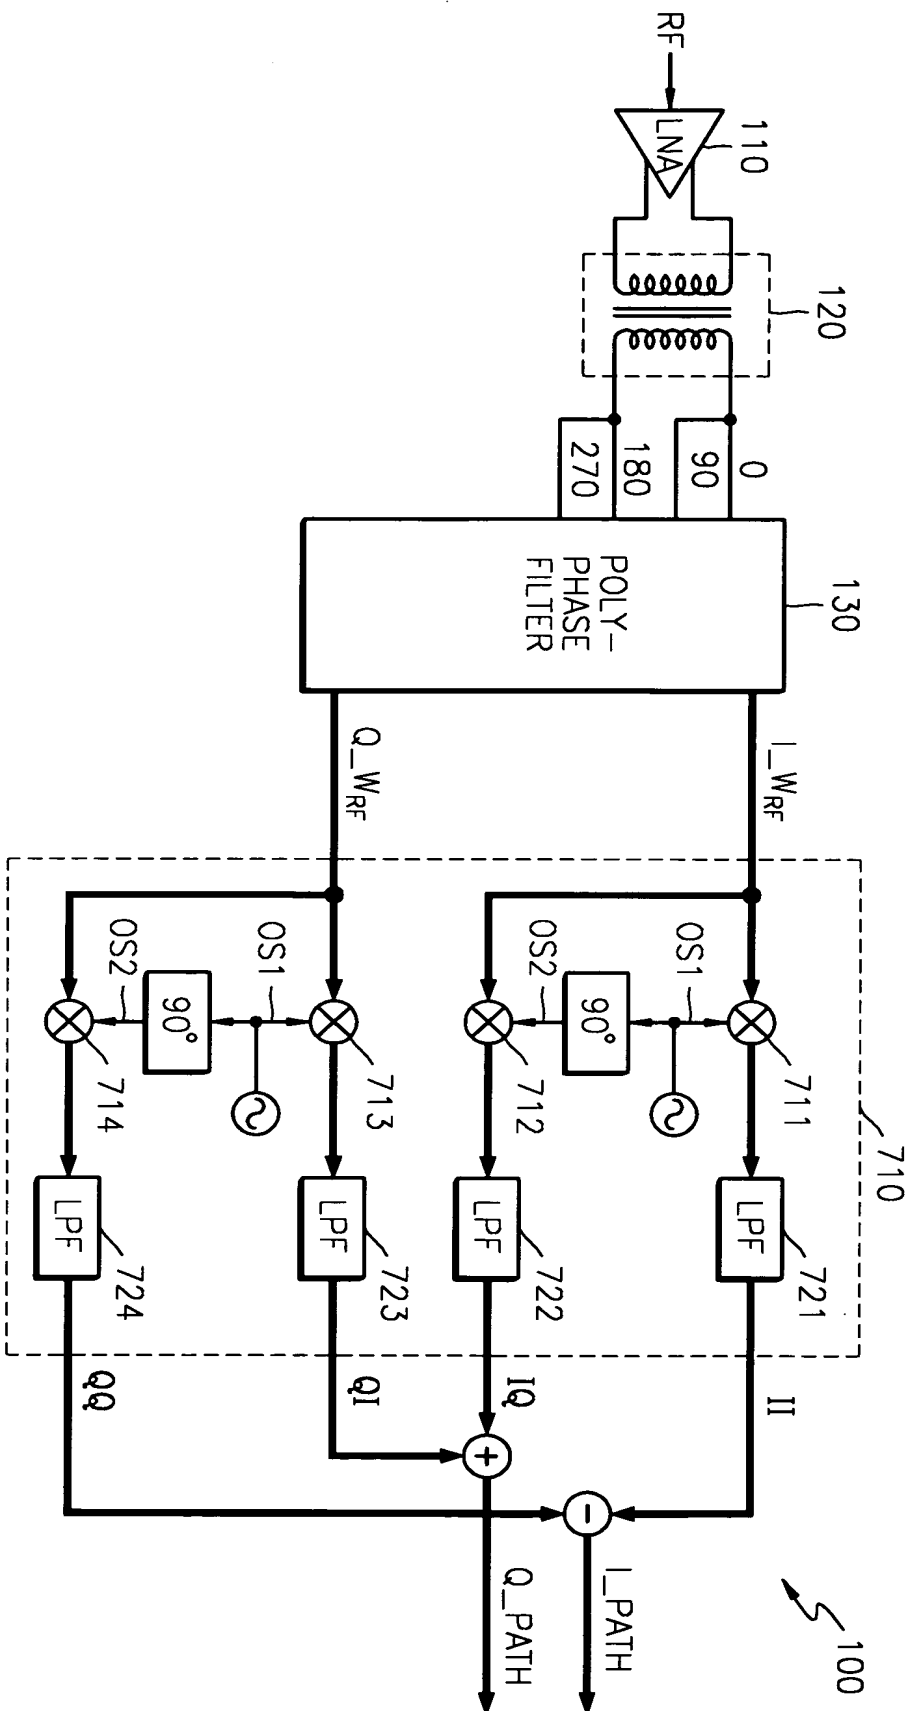 100
RF
LNA
110
120
0
90
180
270
POLY-
PHASE
FILTER
130
I_WRF
Q_WRF
710
OS1
90°
OS2
711
712
OS1
90°
OS2
713
714
LPF
721
LPF
722
LPF
723
LPF
724
II
IQ
QI
QQ
+
-
I_PATH
Q_PATH